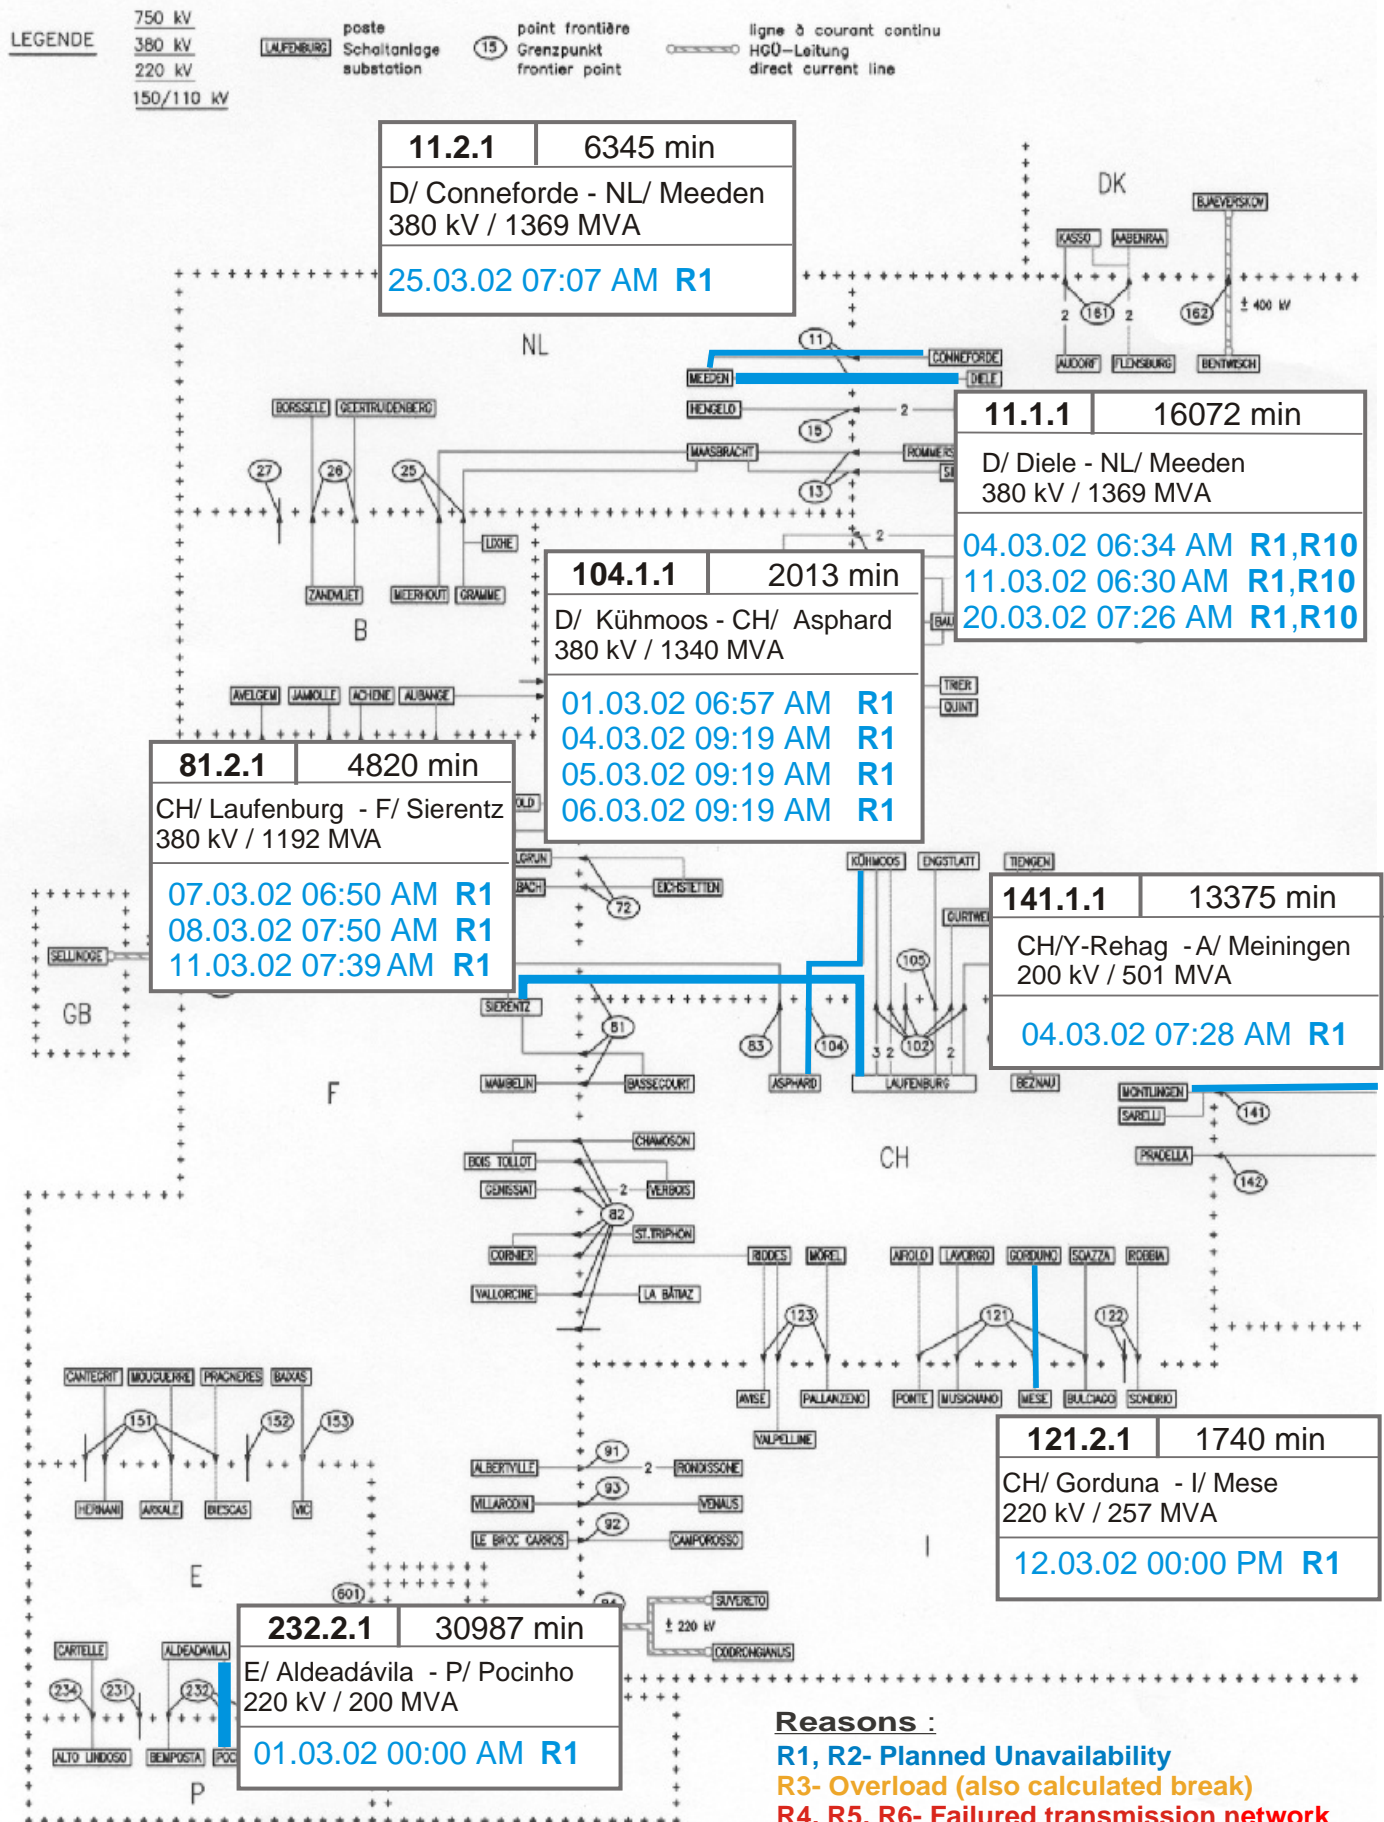 LEGENDE
750 kV
380 kV
220 kV
150/110 kV
LAUFENBURG
poste
Schaltanlage
substation
15
point frontière
Grenzpunkt
frontier point
ligne à courant continu
HGÜ-Leitung
direct current line
11.2.1 6345 min
D/ Conneforde - NL/ Meeden
380 kV / 1369 MVA
25.03.02 07:07 AM R1
DK
BJAEVERSKOV
KASSO AABENRAA
2 161 2 162 ± 400 kV
AUDORF FLENSBURG BENTWISCH
NL
11
CONNEFORDE
MEEDEN DIELE
BORSSELE GEERTRUIDENBERG
HENGELO 2
15
MAASBRACHT ROMMERS
27 26 25
13
11.1.1 16072 min
D/ Diele - NL/ Meeden
380 kV / 1369 MVA
04.03.02 06:34 AM R1,R10
11.03.02 06:30 AM R1,R10
20.03.02 07:26 AM R1,R10
LIXHE
2
ZANDVLIET MEERHOUT GRAMME
B
BAU
104.1.1 2013 min
D/ Kühmoos - CH/ Asphard
380 kV / 1340 MVA
01.03.02 06:57 AM R1
04.03.02 09:19 AM R1
05.03.02 09:19 AM R1
06.03.02 09:19 AM R1
AVELGEM JAMIOLLE ACHENE AUBANGE
TRIER
QUINT
81.2.1 4820 min
CH/ Laufenburg - F/ Sierentz
380 kV / 1192 MVA
07.03.02 06:50 AM R1
08.03.02 07:50 AM R1
11.03.02 07:39 AM R1
OLD
LGRUN
BACH EICHSTETTEN
72
KÜHMOOS ENGSTLATT TIENGEN
GURTWE
141.1.1 13375 min
CH/Y-Rehag - A/ Meiningen
200 kV / 501 MVA
04.03.02 07:28 AM R1
SELLINDGE
GB
105
SIERENTZ
81
83 104 3 2 102 2
MAMBELIN BASSECOURT
ASPHARD LAUFENBURG BEZNAU
F
MONTLINGEN
SARELLI
141
CH
PRADELLA
142
CHAMOSON
BOIS TOLLOT
GENISSIAT 2 VERBOIS
82
ST.TRIPHON
CORNIER
VALLORCINE LA BÂTIAZ
RIDDES MÖREL AIROLO LAVORGO GORDUNO SOAZZA ROBBIA
123 121 122
AVISE PALLANZENO PONTE MUSIGNANO MESE BULCIAGO SONDRIO
VALPELLINE
CANTEGRIT MOUGUERRE PRAGNERES BAIXAS
151 152 153
HERNANI ARKALE BIESCAS VIC
91
ALBERTVILLE 2 RONDISSONE
93
VILLARODIN VENAUS
92
LE BROC CARROS CAMPOROSSO
121.2.1 1740 min
CH/ Gorduna - I/ Mese
220 kV / 257 MVA
12.03.02 00:00 PM R1
I
E
601
SUVERETO
± 220 kV
CODRONGIANUS
232.2.1 30987 min
E/ Aldeadávila - P/ Pocinho
220 kV / 200 MVA
01.03.02 00:00 AM R1
CARTELLE ALDEADAVILA
234 231 232
ALTO LINDOSO BEMPOSTA POC
P
Reasons :
R1, R2- Planned Unavailability
R3- Overload (also calculated break)
R4, R5, R6- Failured transmission network